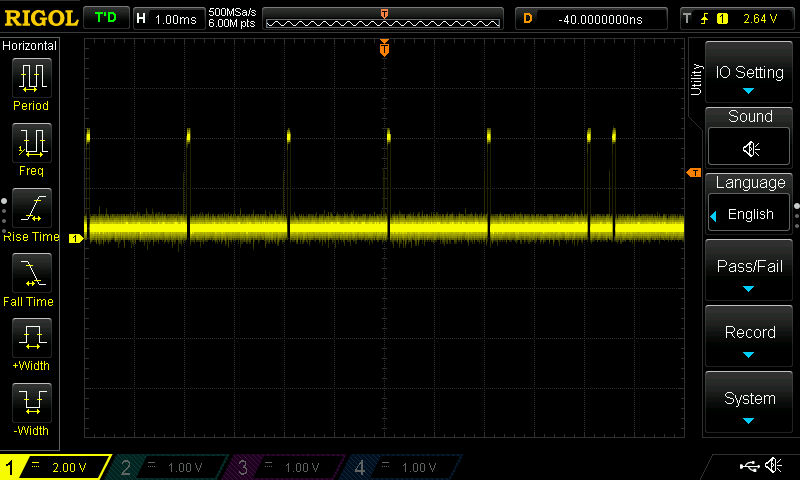 RIGOL T'D H 1.00ms 500MSa/s 6.00M pts T D -40.0000000ns T 1 2.64 V
Horizontal
Period
Freq
Rise Time
Fall Time
+Width
-Width
T
T
1
Utility
IO Setting
Sound
Language
English
Pass/Fail
Record
System
1 = 2.00 V 2 = 1.00 V 3 = 1.00 V 4 = 1.00 V